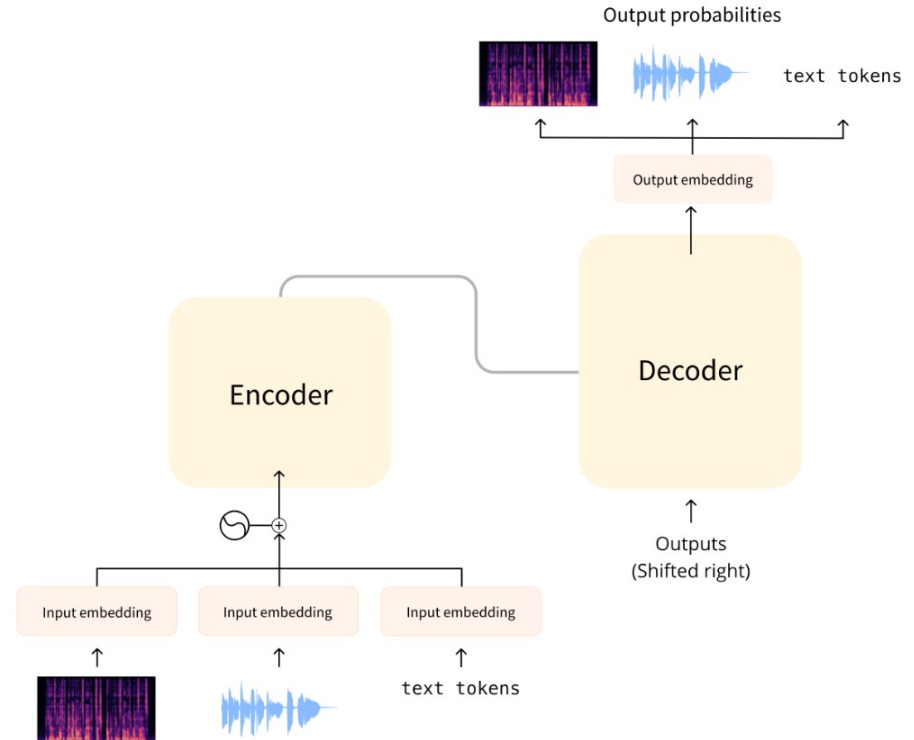 Output probabilities
text tokens
Output embedding
Encoder
Decoder
Outputs
(Shifted right)
Input embedding
Input embedding
Input embedding
text tokens